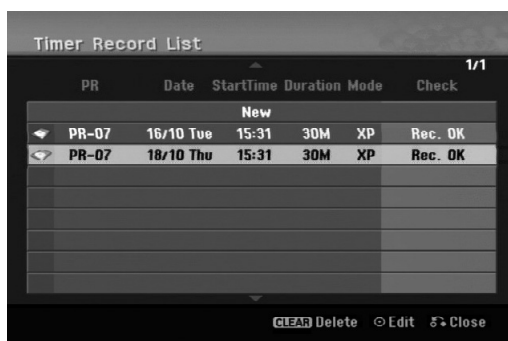 Timer Record List
1/1
PR Date StartTime Duration Mode Check
New
PR-07 16/10 Tue 15:31 30M XP Rec. OK
PR-07 18/10 Thu 15:31 30M XP Rec. OK
CLEAR Delete Edit Close